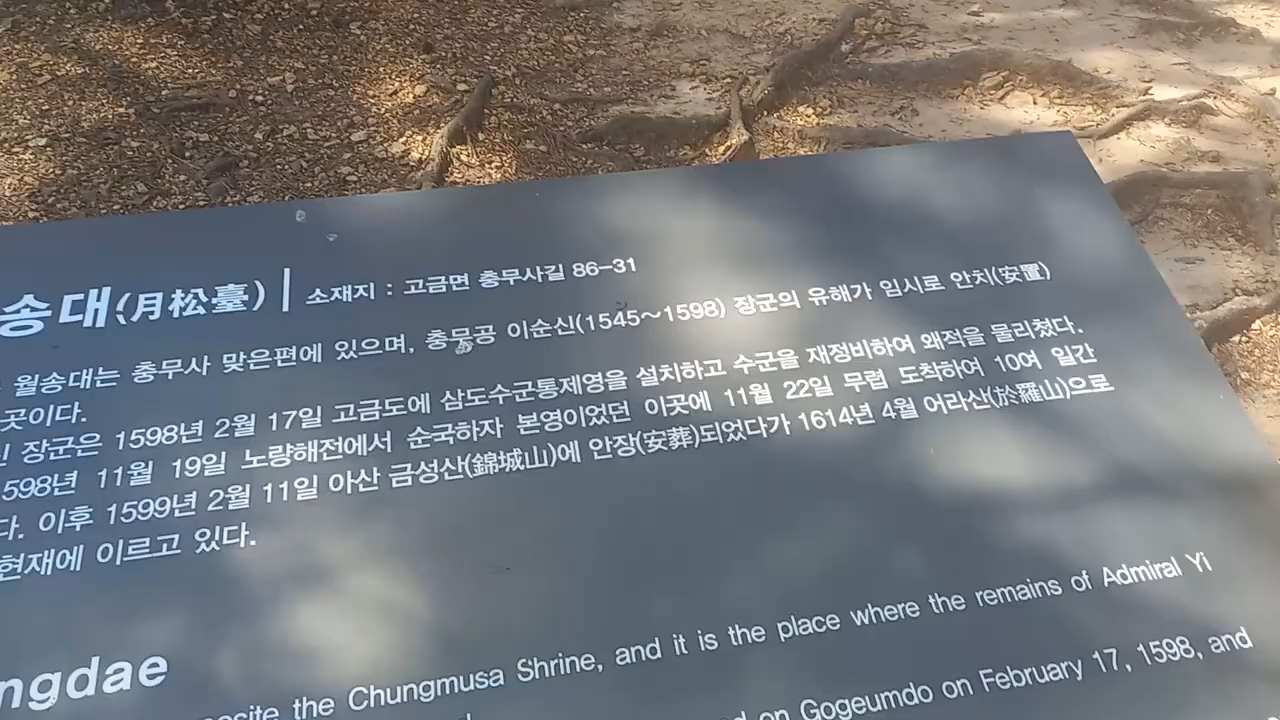 송대(月松臺) | 소재지 : 고금면 충무사길 86-31
월송대는 충무사 맞은편에 있으며, 충무공 이순신(1545~1598) 장군의 유해가 임시로 안치(安置)
곳이다.
장군은 1598년 2월 17일 고금도에 삼도수군통제영을 설치하고 수군을 재정비하여 왜적을 물리쳤다.
598년 11월 19일 노량해전에서 순국하자 본영이었던 이곳에 11월 22일 무렵 도착하여 10여 일간
다. 이후 1599년 2월 11일 아산 금성산(錦城山)에 안장(安葬)되었다가 1614년 4월 어라산(於羅山)으로
현재에 이르고 있다.
ngdae
posite the Chungmusa Shrine, and it is the place where the remains of Admiral Yi
on Gogeumdo on February 17, 1598, and